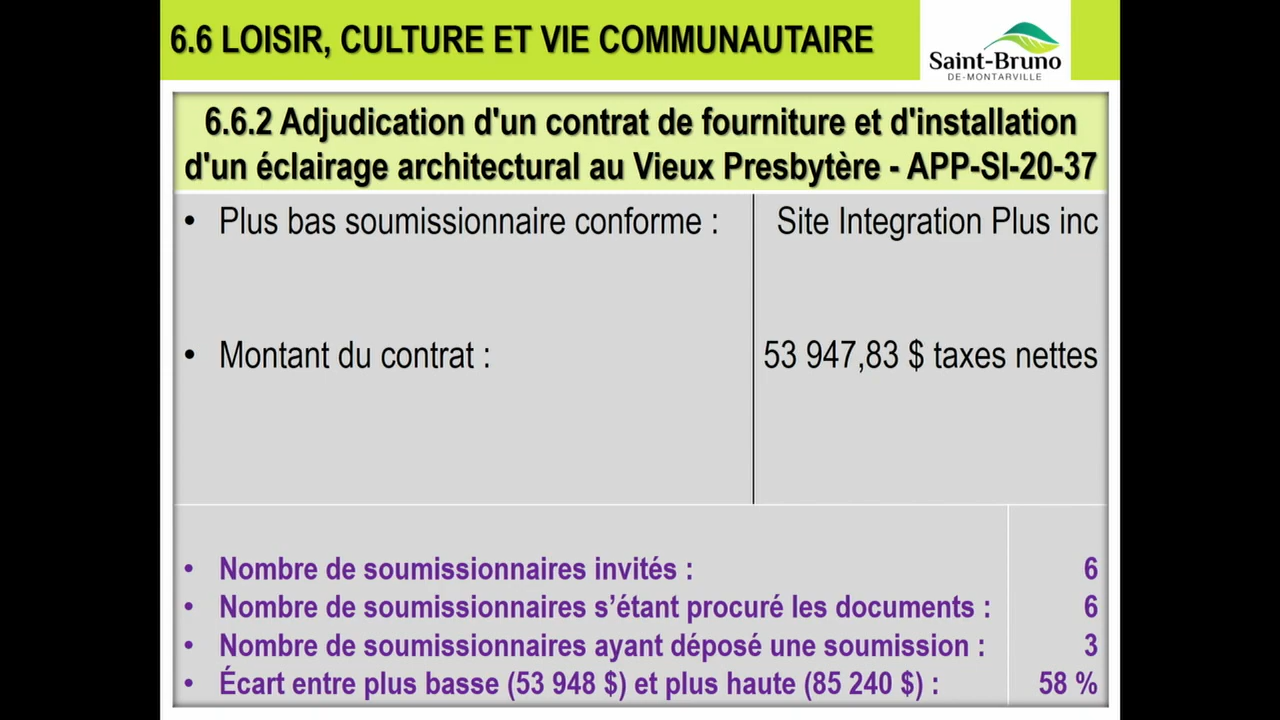 6.6 LOISIR, CULTURE ET VIE COMMUNAUTAIRE
Saint-Bruno
DE-MONTARVILLE
6.6.2 Adjudication d'un contrat de fourniture et d'installation
d'un éclairage architectural au Vieux Presbytère - APP-SI-20-37
• Plus bas soumissionnaire conforme : Site Integration Plus inc
• Montant du contrat : 53 947,83 $ taxes nettes
• Nombre de soumissionnaires invités : 6
• Nombre de soumissionnaires s’étant procuré les documents : 6
• Nombre de soumissionnaires ayant déposé une soumission : 3
• Écart entre plus basse (53 948 $) et plus haute (85 240 $) : 58 %